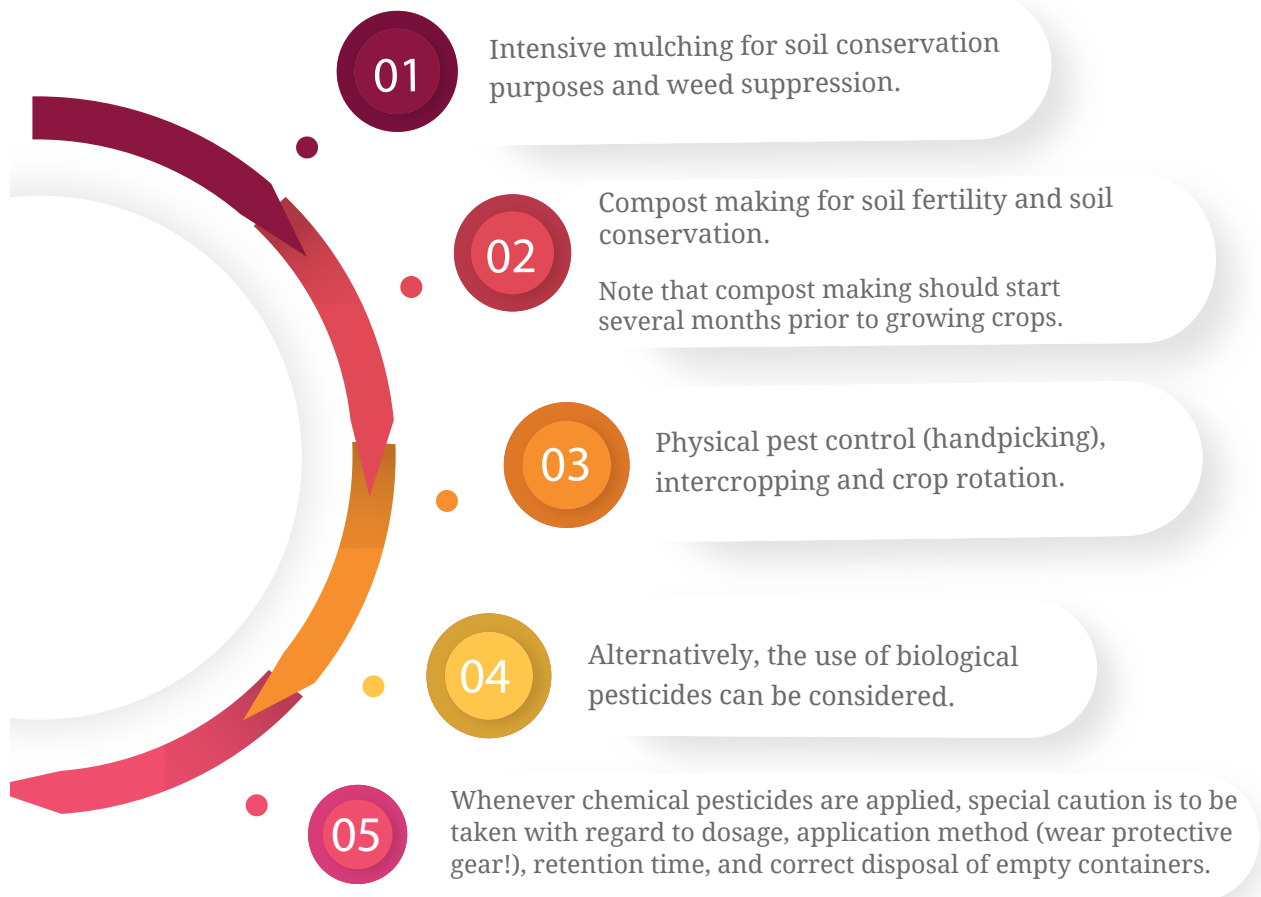 01
Intensive mulching for soil conservation
purposes and weed suppression.
02
Compost making for soil fertility and soil
conservation.
Note that compost making should start
several months prior to growing crops.
03
Physical pest control (handpicking),
intercropping and crop rotation.
04
Alternatively, the use of biological
pesticides can be considered.
05
Whenever chemical pesticides are applied, special caution is to be
taken with regard to dosage, application method (wear protective
gear!), retention time, and correct disposal of empty containers.